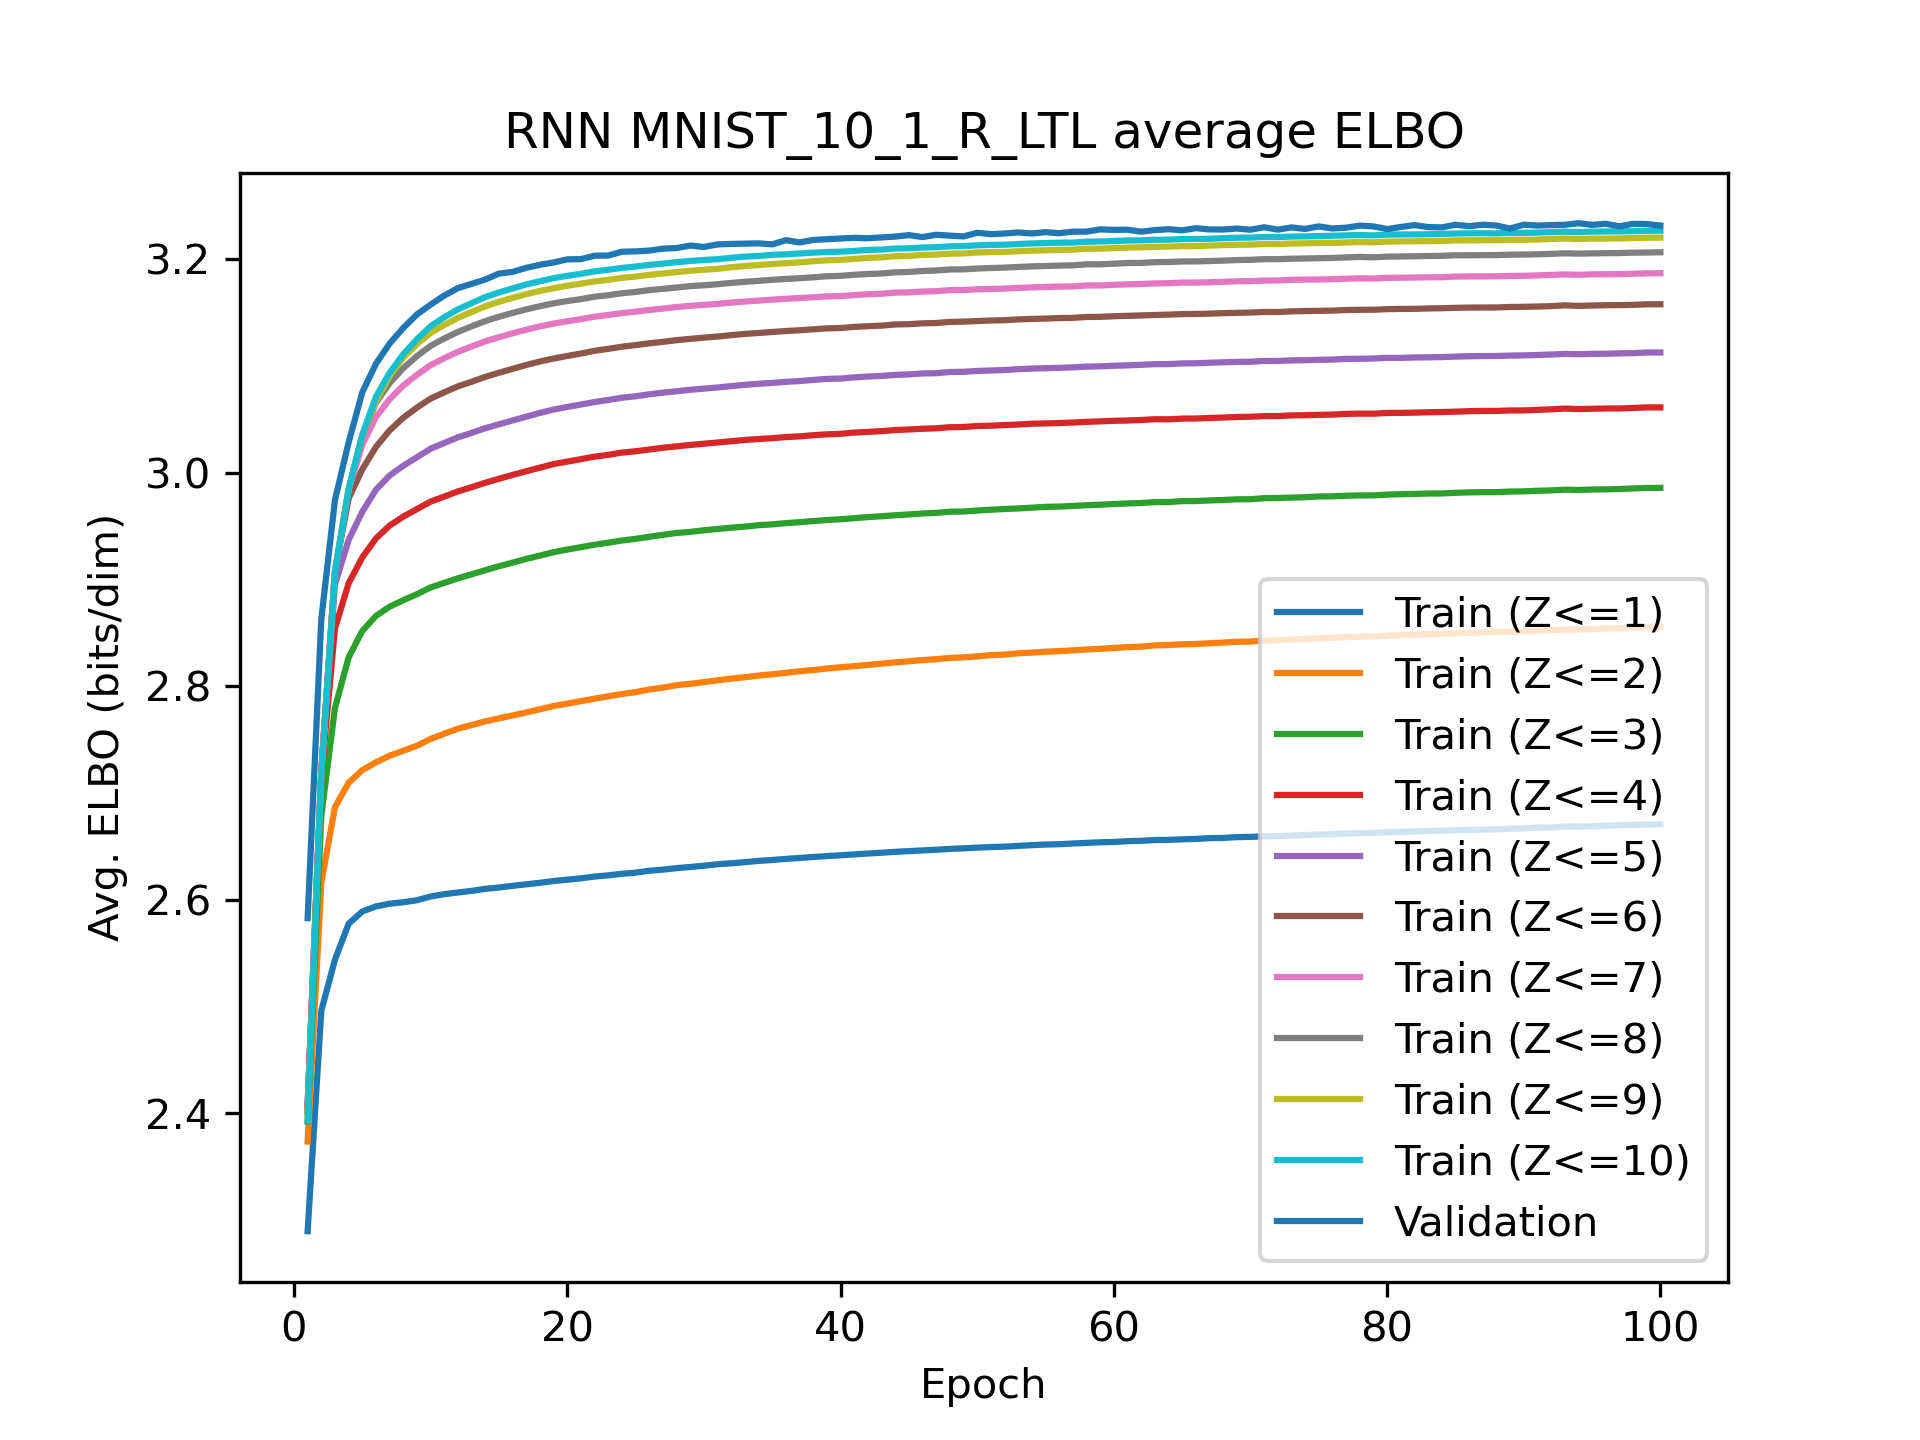 RNN MNIST_10_1_R_LTL average ELBO
Avg. ELBO (bits/dim)
3.2
3.0
2.8
2.6
2.4
Train (Z<=1)
Train (Z<=2)
Train (Z<=3)
Train (Z<=4)
Train (Z<=5)
Train (Z<=6)
Train (Z<=7)
Train (Z<=8)
Train (Z<=9)
Train (Z<=10)
Validation
0 20 40 60 80 100
Epoch